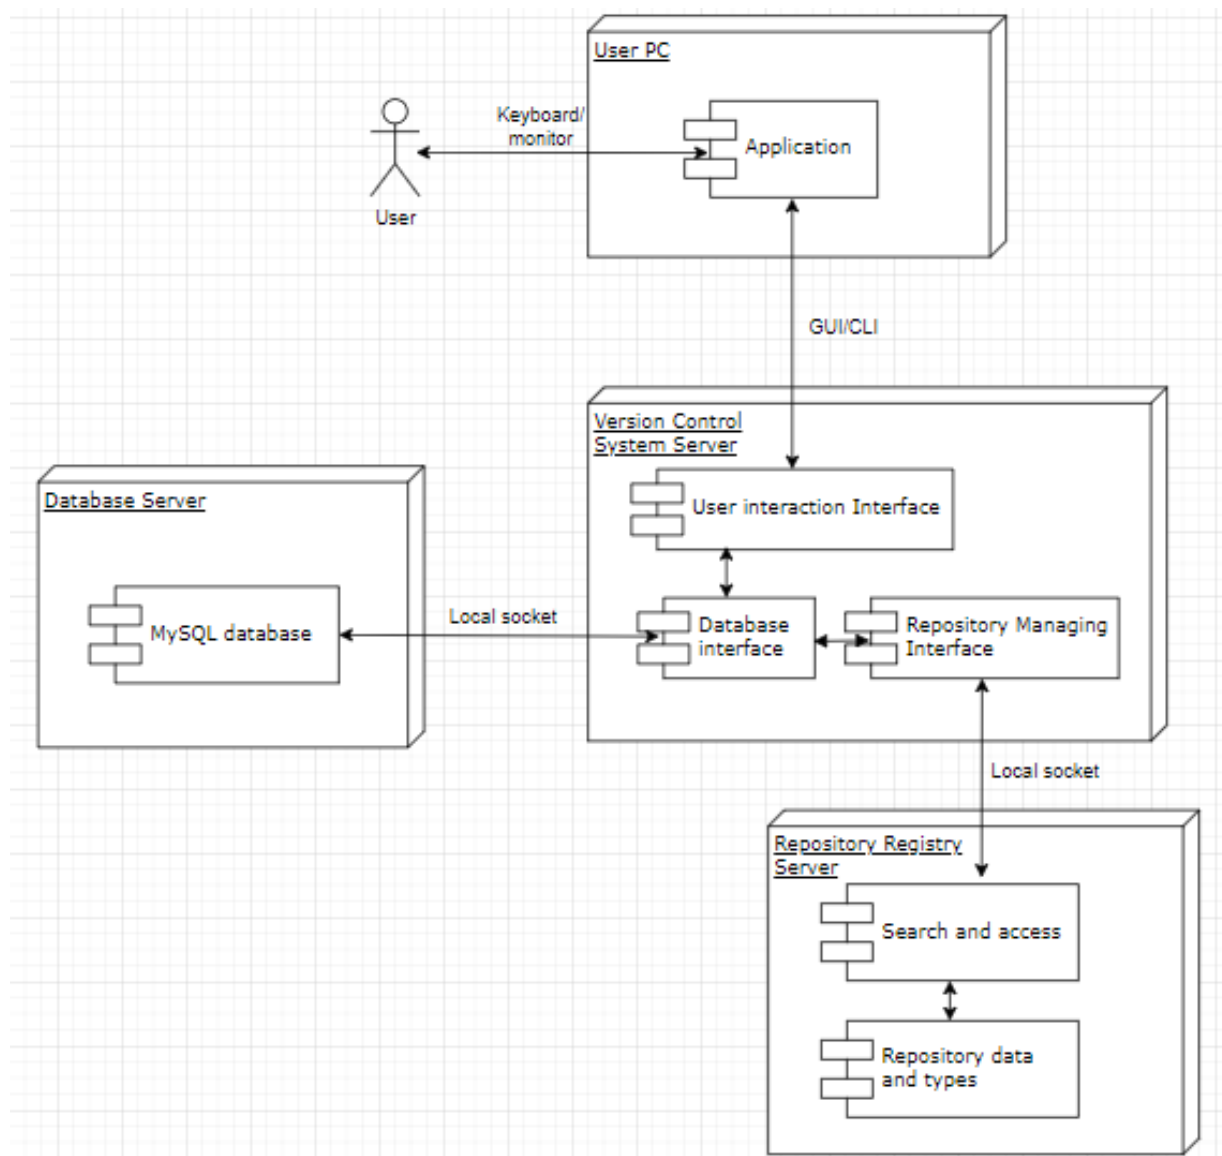 User PC
Keyboard/
monitor
Application
User
GUI/CLI
Version Control
System Server
User interaction Interface
Database Server
MySQL database
Local socket
Database
interface
Repository Managing
Interface
Local socket
Repository Registry
Server
Search and access
Repository data
and types